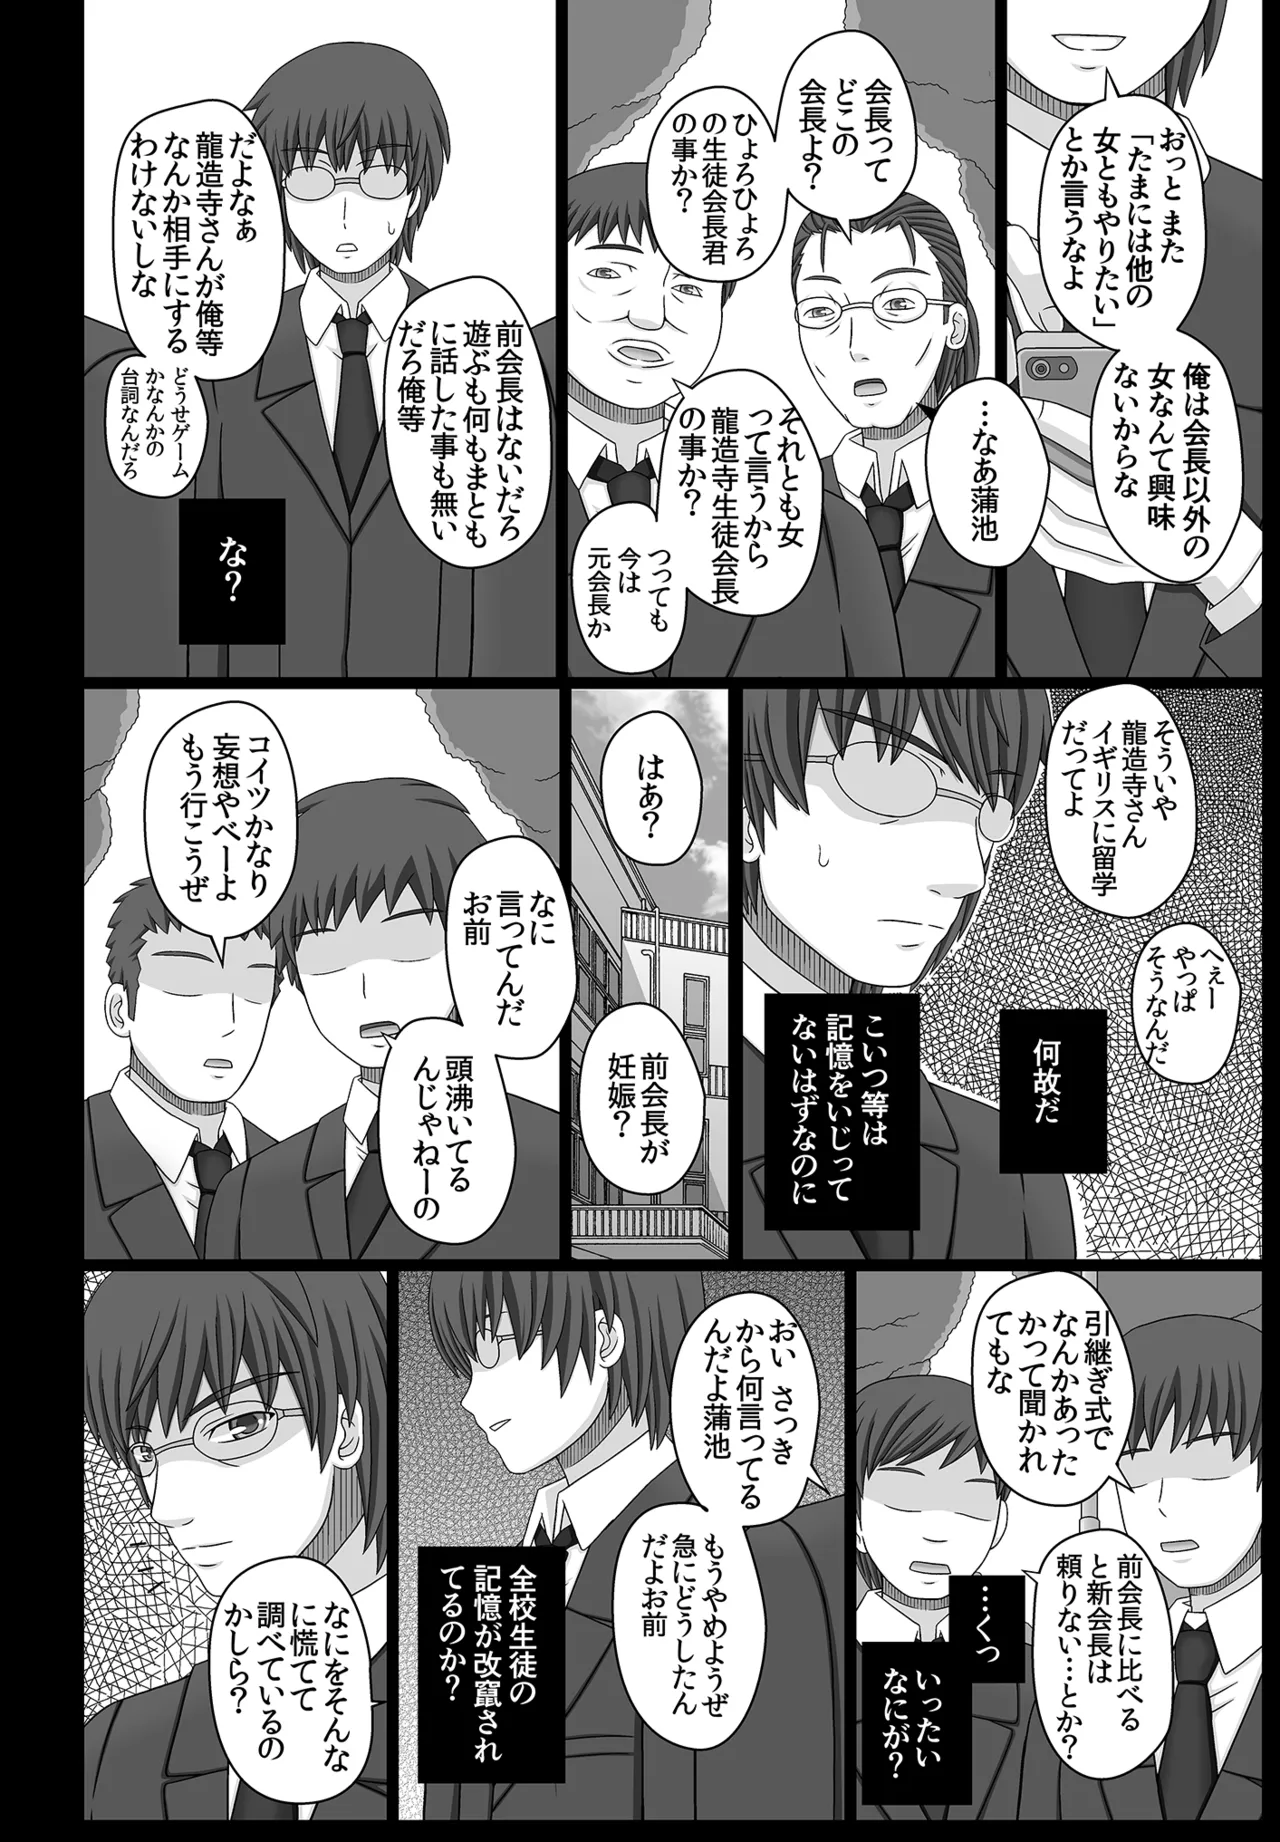 おっと また
「たまには他の
女ともやりたい」
とか言うなよ
俺は会長以外の
女なんて興味
ないからな
会長って
どこの
会長よ？
ひょろひょろ
の生徒会長君
の事か？
…なあ蒲池
それとも女
って言うから
龍造寺生徒会長
の事か？
つつても
今は
元会長か
前会長はないだろ
遊ぶも何もまとも
に話した事も無い
だろ俺等
だよなぁ
龍造寺さんが俺等
なんか相手にする
わけないしな
どうせゲーム
かなんかの
台詞なんだろ
な？
そういや
龍造寺さん
イギリスに留学
だってよ
へぇー
やっぱ
そうなんだ
何故だ
こいつ等は
記憶をいじって
ないはずなのに
はあ？
前会長が
妊娠？
なに
言ってんだ
お前
頭沸いてる
んじゃねーの
コイツかなり
妄想やべーよ
もう行こうぜ
引継ぎ式で
なんかあった
かって聞かれ
てもな
前会長に比べる
と新会長は
頼りない…とか？
…くっ
いったい
なにが？
おい さっき
から何言ってる
んだよ蒲池
もうやめようぜ
急にどうしたん
だよお前
全校生徒の
記憶が改竄され
てるのか？
なにをそんな
に慌てて
調べているの
かしら？